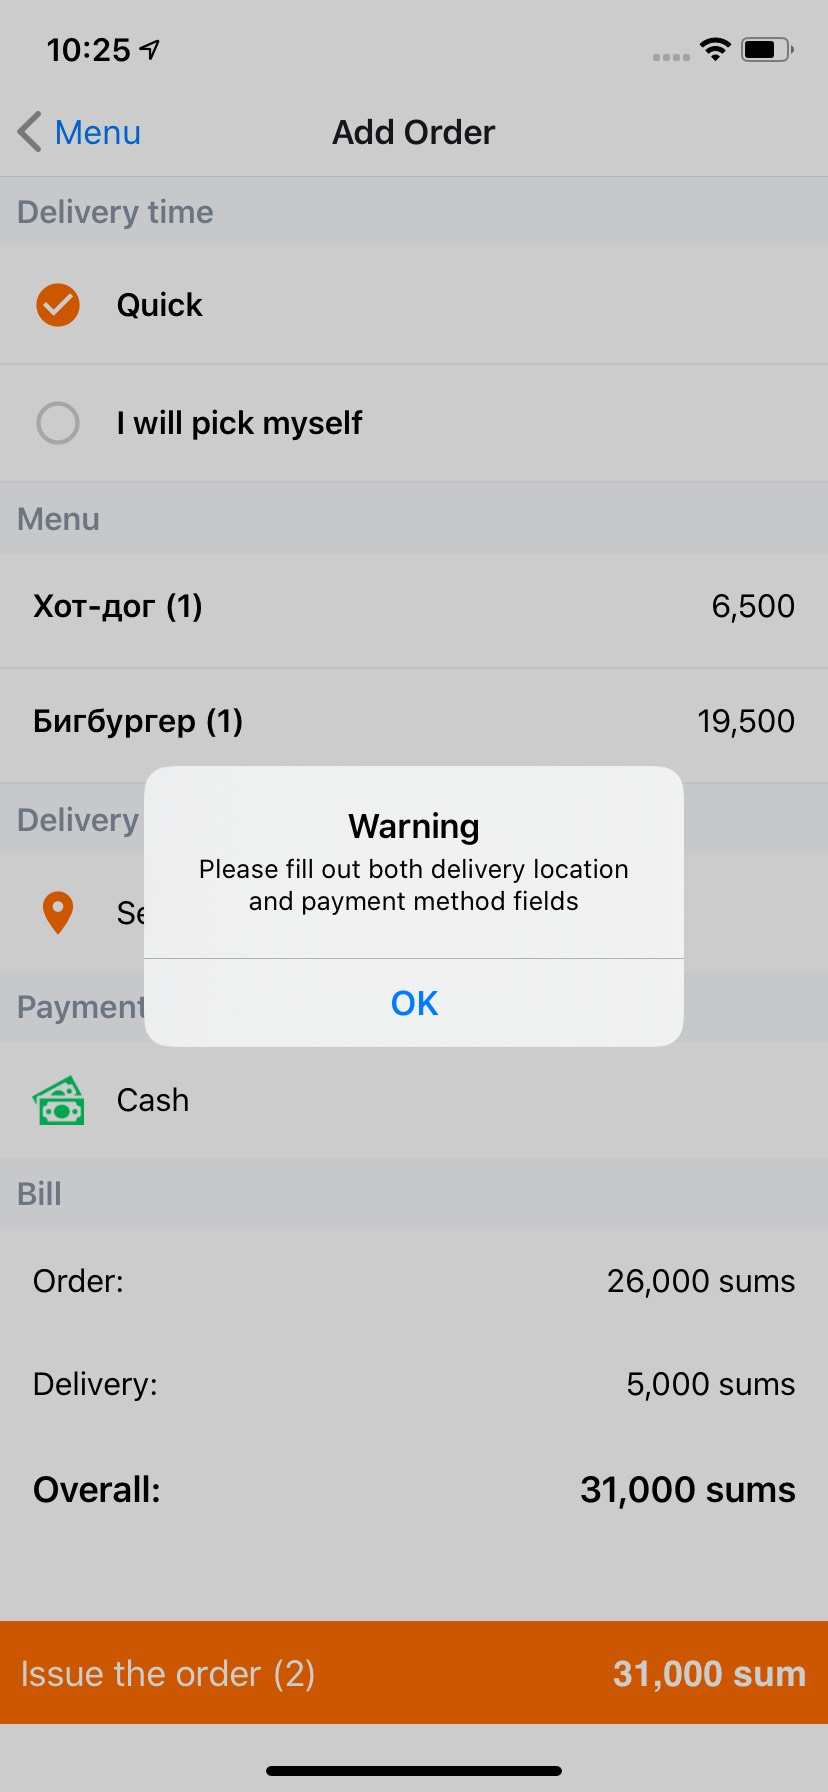 10:25
Menu
Add Order
Delivery time
Quick
I will pick myself
Menu
Хот-дог (1) 6,500
Бигбургер (1) 19,500
Delivery
Warning
Please fill out both delivery location
and payment method fields
OK
Payment
Cash
Bill
Order: 26,000 sums
Delivery: 5,000 sums
Overall: 31,000 sums
Issue the order (2) 31,000 sum